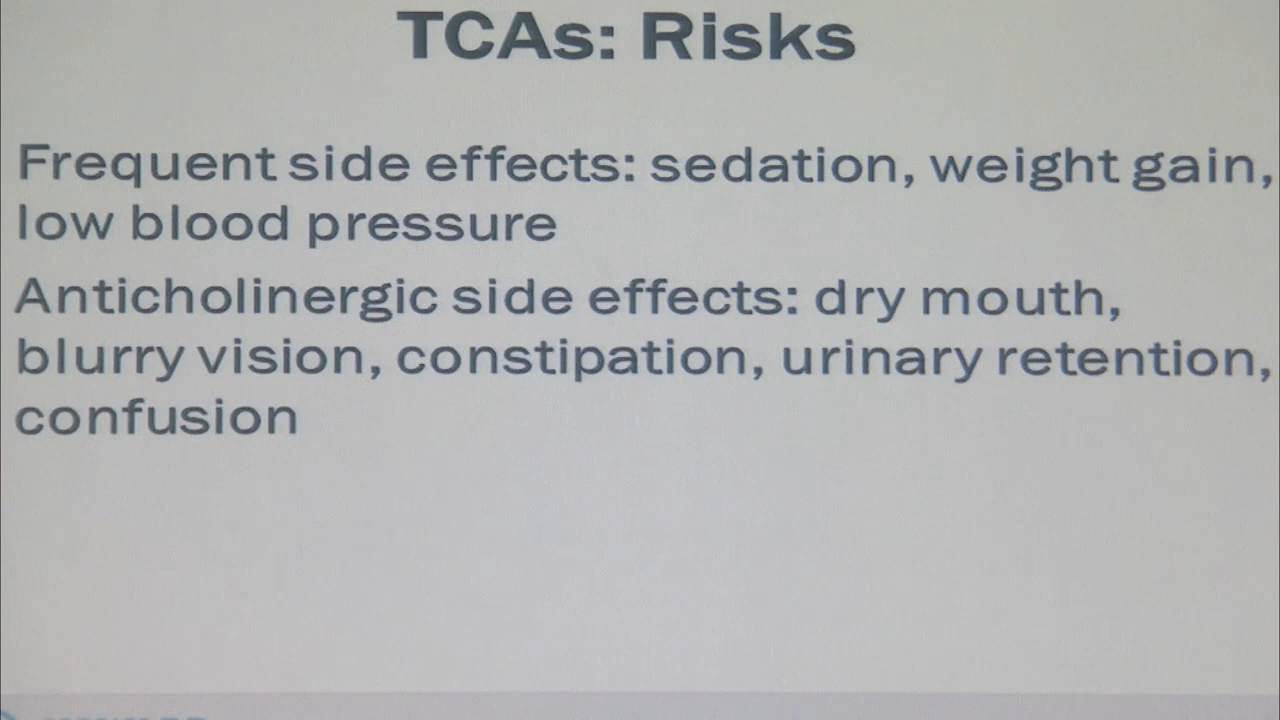 TCAs: Risks
Frequent side effects: sedation, weight gain,
low blood pressure
Anticholinergic side effects: dry mouth,
blurry vision, constipation, urinary retention,
confusion